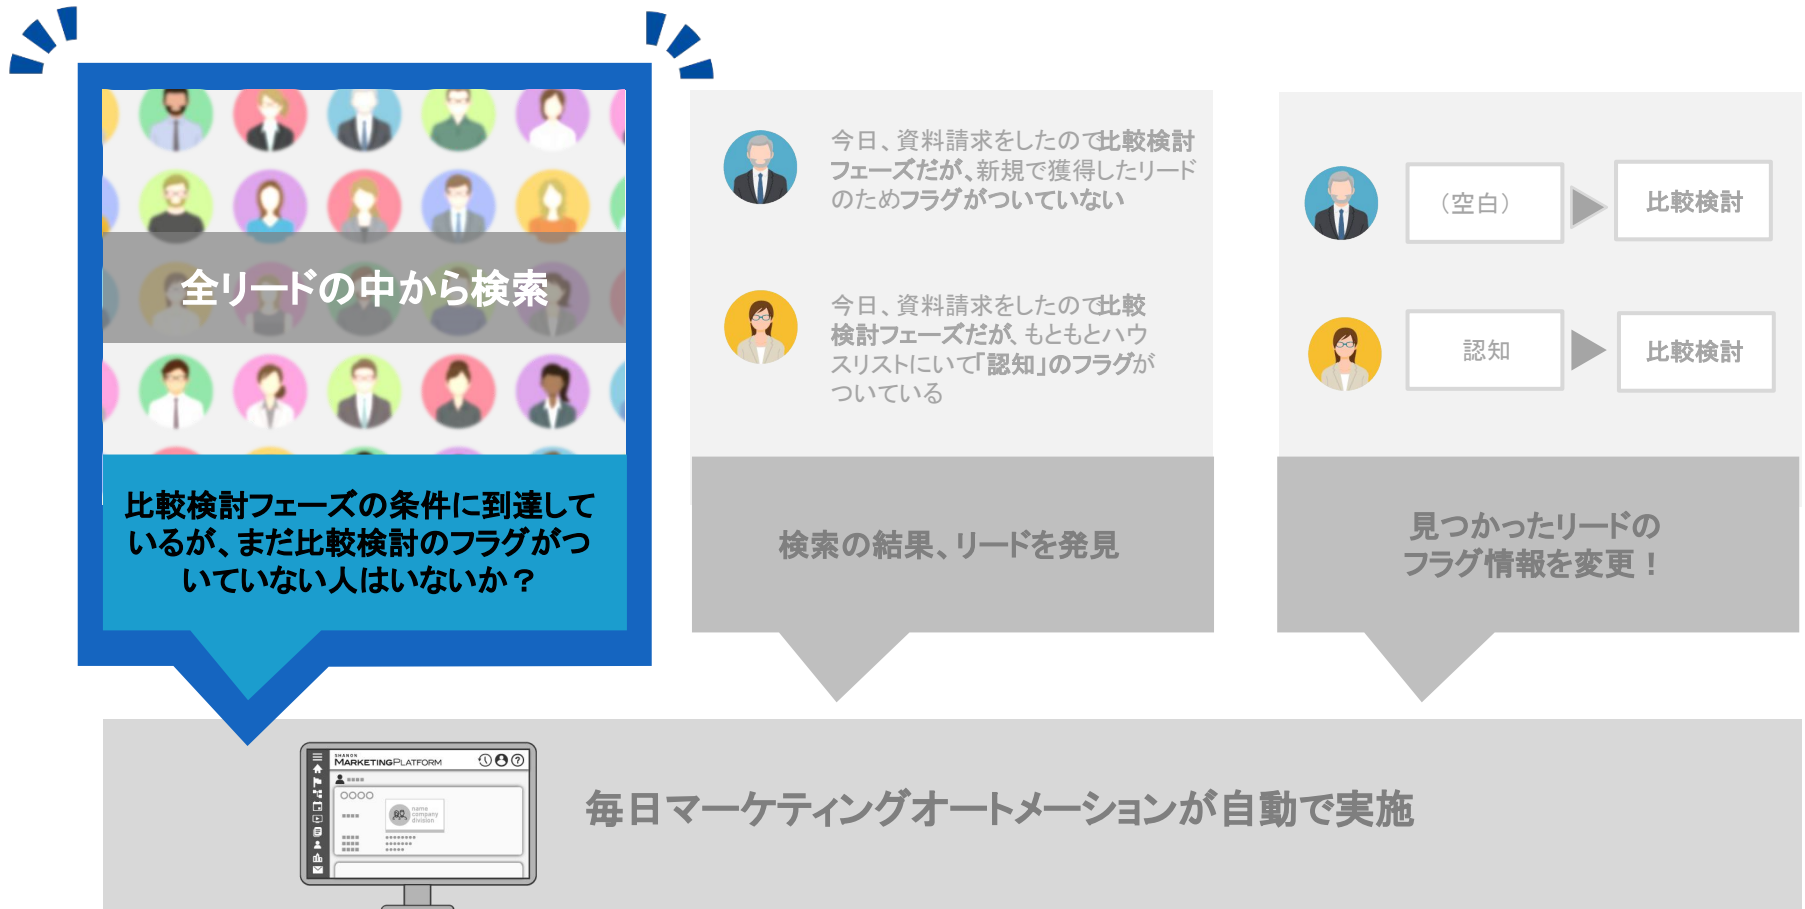 全リードの中から検索
比較検討フェーズの条件に到達して
いるが、まだ比較検討のフラグがつ
いていない人はいないか？
今日、資料請求をしたので比較検討
フェーズだが、新規で獲得したリード
のためフラグがついていない
今日、資料請求をしたので比較
検討フェーズだが、もともとハウ
スリストにいて「認知」のフラグが
ついている
検索の結果、リードを発見
（空白）
比較検討
認知
比較検討
見つかったリードの
フラグ情報を変更！
SHANON
MARKETINGPLATFORM
name
company
division
毎日マーケティングオートメーションが自動で実施